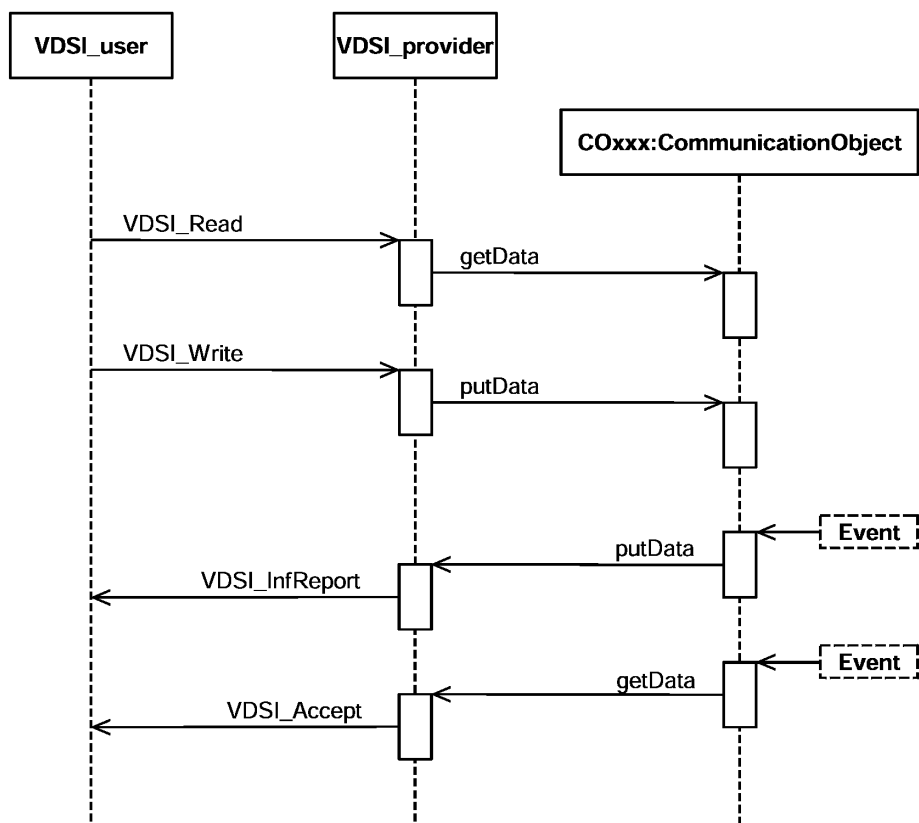 VDSI_user
VDSI_provider
COxxx:CommunicationObject
VDSI_Read
getData
VDSI_Write
putData
Event
putData
VDSI_InfReport
Event
getData
VDSI_Accept